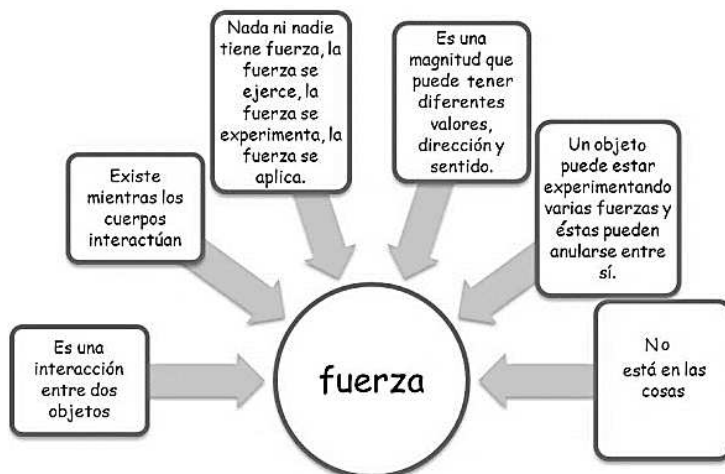 Nada ni nadie
tiene fuerza, la
fuerza se
ejerce, la
fuerza se
experimenta, la
fuerza se
aplica.
Es una
magnitud que
puede tener
diferentes
valores,
dirección y
sentido.
Un objeto
puede estar
experimentando
varias fuerzas y
éstas pueden
anularse entre
sí.
Existe
mientras los
cuerpos
interactúan
Es una
interacción
entre dos
objetos
fuerza
No
está en las
cosas